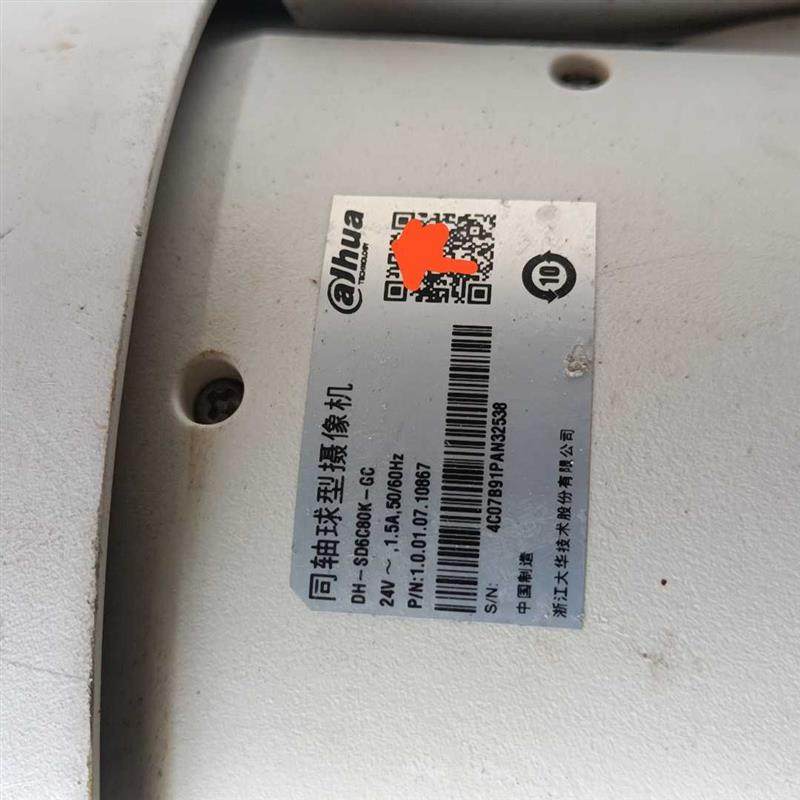 alhua
TECHNOLOGY
10
同轴球型摄像机
DH-SD6C80K-GC
24V～,1.5A,50/60Hz
P/N:1.0.01.07.10867
S/N:
4C07B91PAN32538
中国制造
浙江大华技术股份有限公司